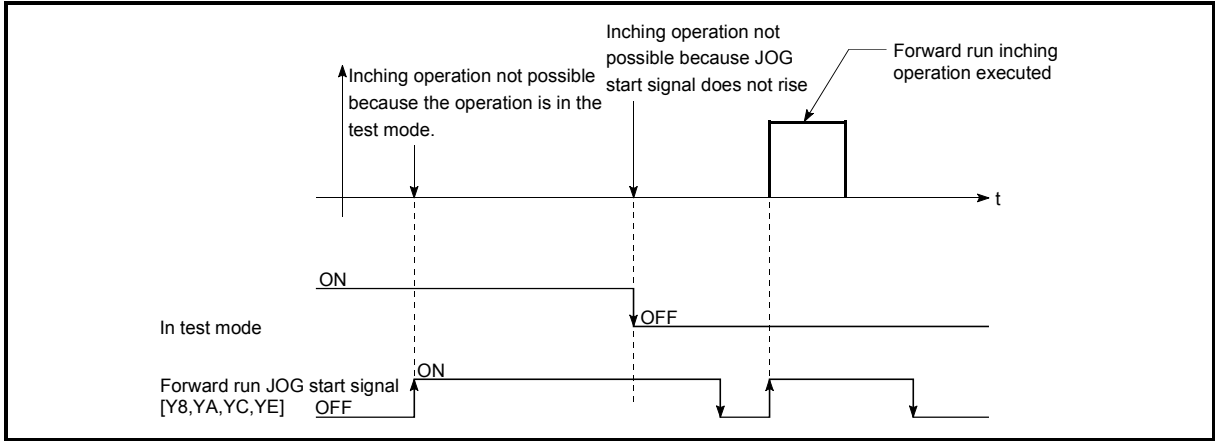 Inching operation not
possible because JOG
start signal does not rise
Forward run inching
operation executed
Inching operation not possible
because the operation is in the
test mode.
t
ON
In test mode
OFF
ON
Forward run JOG start signal
[Y8,YA,YC,YE]
OFF